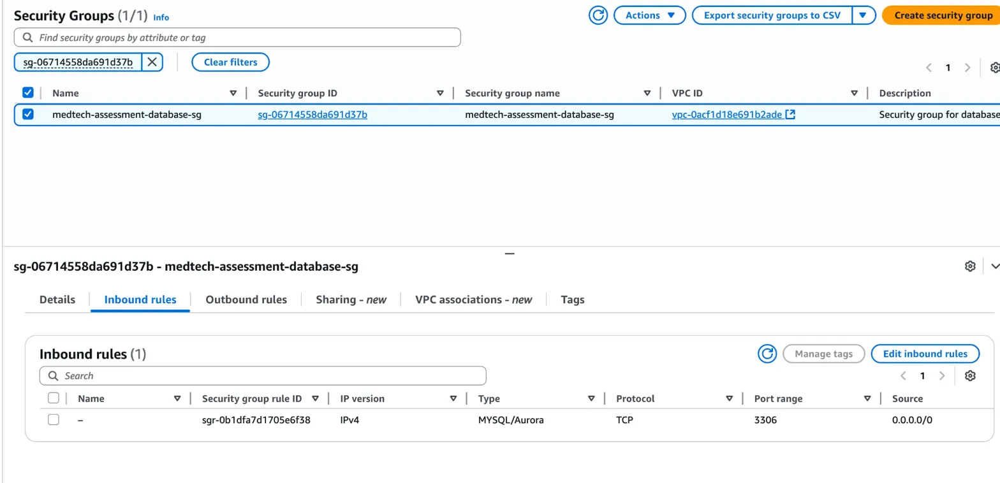 Security Groups (1/1) Info
Actions
Export security groups to CSV
Create security group
Find security groups by attribute or tag
sg-06714558da691d37b
Clear filters
1
Name
Security group ID
Security group name
VPC ID
Description
medtech-assessment-database-sg
sg-06714558da691d37b
medtech-assessment-database-sg
vpc-0acf1d18e691b2ade
Security group for database
sg-06714558da691d37b - medtech-assessment-database-sg
Details
Inbound rules
Outbound rules
Sharing - new
VPC associations - new
Tags
Inbound rules (1)
Manage tags
Edit inbound rules
Search
1
Name
Security group rule ID
IP version
Type
Protocol
Port range
Source
–
sgr-0b1dfa7d1705e6f38
IPv4
MYSQL/Aurora
TCP
3306
0.0.0.0/0